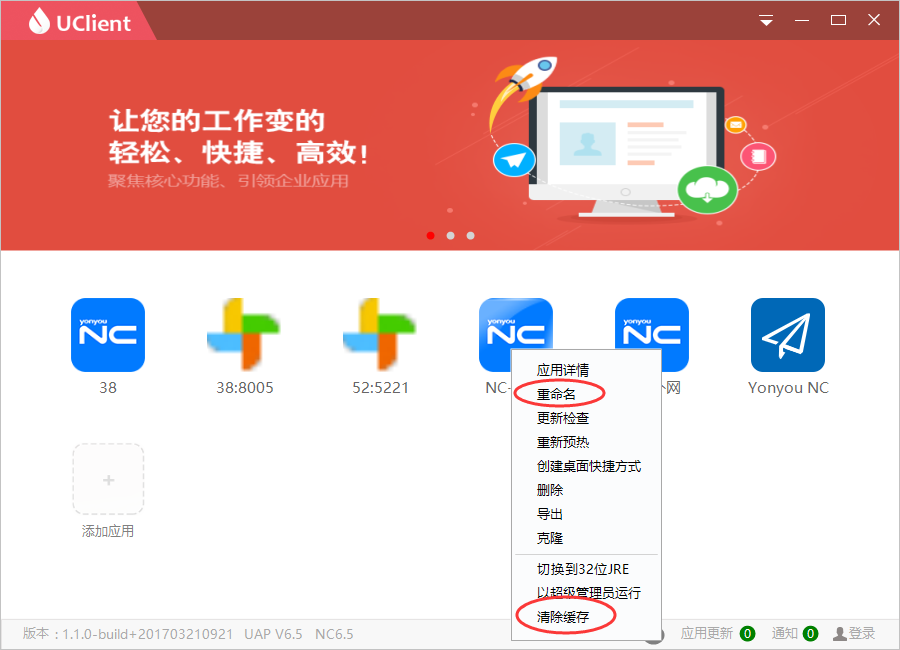 UClient
让您的工作变的
轻松、快捷、高效！
聚焦核心功能、引领企业应用
yonyou
NC
yonyou
NC
yonyou
NC
38
38:8005
52:5221
NC-
网
Yonyou NC
应用详情
重命名
更新检查
重新预热
创建桌面快捷方式
删除
导出
克隆
切换到32位JRE
以超级管理员运行
清除缓存
+
添加应用
版本：1.1.0-build+201703210921 UAP V6.5 NC6.5
应用更新 0 通知 0 登录